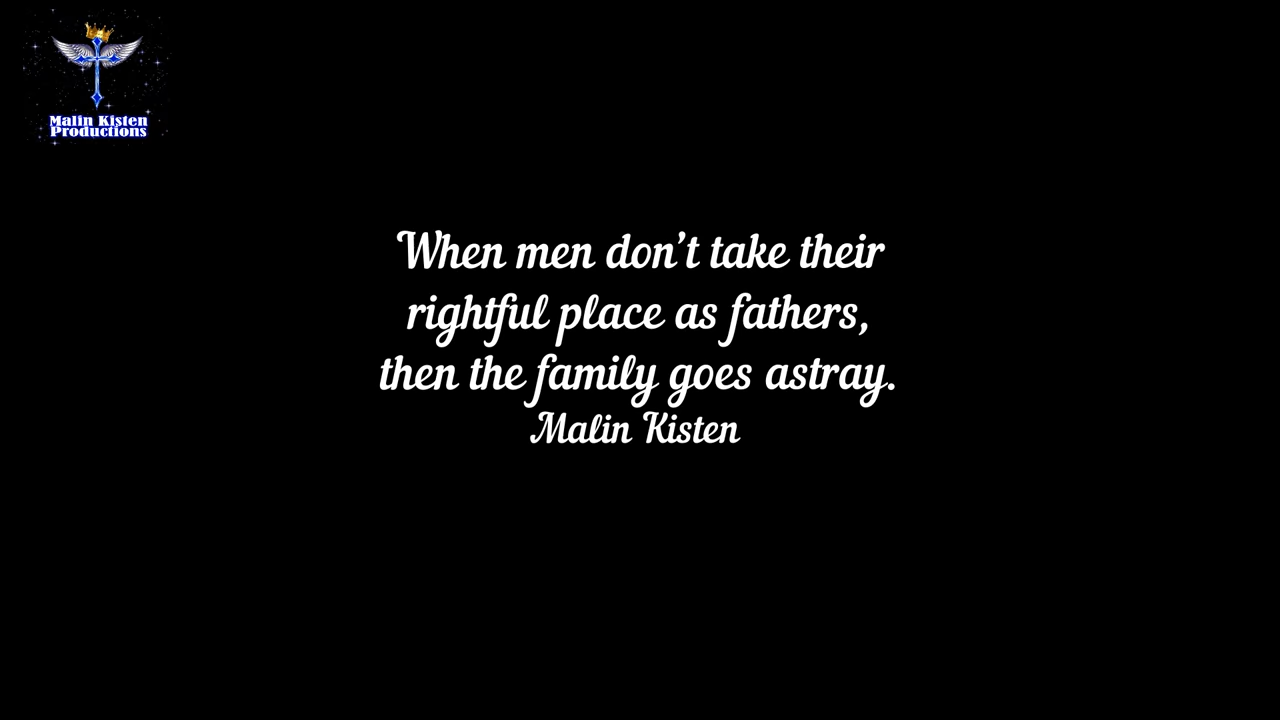 Malin Kisten
Productions
When men don't take their
rightful place as fathers,
then the family goes astray.
Malin Kisten